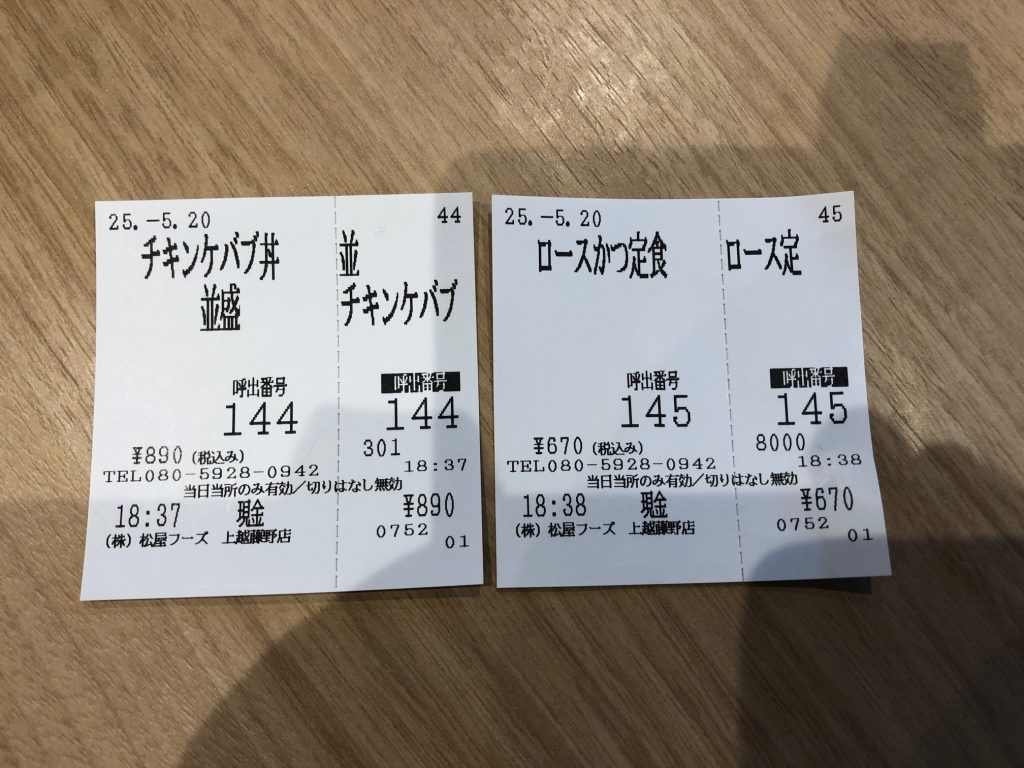 25.-5.20 44
チキンケバブ丼 並
並盛 チキンケバブ
呼出番号 呼出番号
144 144
¥890 (税込み) 301
TEL080-5928-0942 18:37
当日当所のみ有効/切りはなし無効
18:37 現金 ¥890
(株) 松屋フーズ 上越藤野店 0752
01
25.-5.20 45
ロースかつ定食 ロース定
呼出番号 呼出番号
145 145
¥670 (税込み) 8000
TEL080-5928-0942 18:38
当日当所のみ有効/切りはなし無効
18:38 現金 ¥670
(株) 松屋フーズ 上越藤野店 0752
01